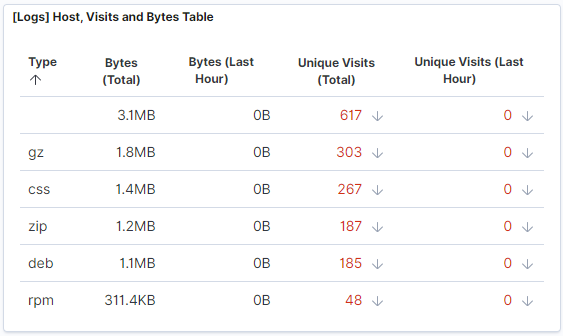 [Logs] Host, Visits and Bytes Table
Type Bytes (Total) Bytes (Last Hour) Unique Visits (Total) Unique Visits (Last Hour)
3.1MB 0B 617 0
gz 1.8MB 0B 303 0
css 1.4MB 0B 267 0
zip 1.2MB 0B 187 0
deb 1.1MB 0B 185 0
rpm 311.4KB 0B 48 0